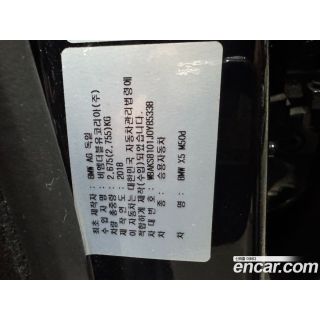 최초 제작자 : BMW AG 독일
수 입 자 명 : 비엠더블유코리아(주)
차량 총중량 : 2,675(2,755)KG
제 작 연 도 : 2018
이 자동차는 대한민국 자동차관리법령에
적합하게 제작(수입)되었습니다.
차 대 번 호 : WBAKS8101J0Y85338
차 종 : 승용자동차
차 명 : BMW X5 M50d
encar.com